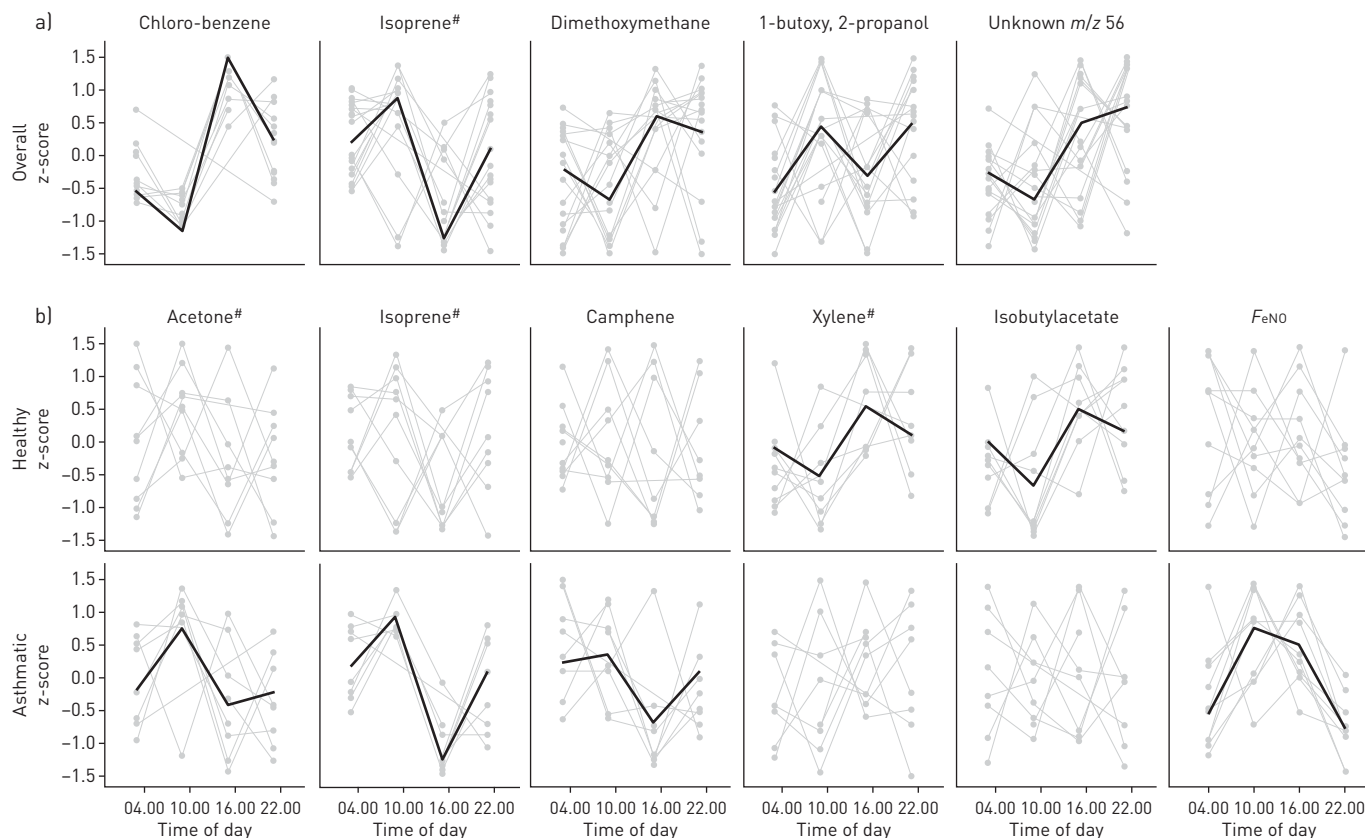 a)
Chloro-benzene Isoprene# Dimethoxymethane 1-butoxy, 2-propanol Unknown m/z 56
Overall
z-score
1.5
1.0
0.5
0.0
−0.5
−1.0
−1.5
b)
Acetone# Isoprene# Camphene Xylene# Isobutylacetate FeNO
Healthy
z-score
1.5
1.0
0.5
0.0
−0.5
−1.0
−1.5
Asthmatic
z-score
1.5
1.0
0.5
0.0
−0.5
−1.0
−1.5
04.00 10.00 16.00 22.00 04.00 10.00 16.00 22.00 04.00 10.00 16.00 22.00 04.00 10.00 16.00 22.00 04.00 10.00 16.00 22.00 04.00 10.00 16.00 22.00
Time of day Time of day Time of day Time of day Time of day Time of day